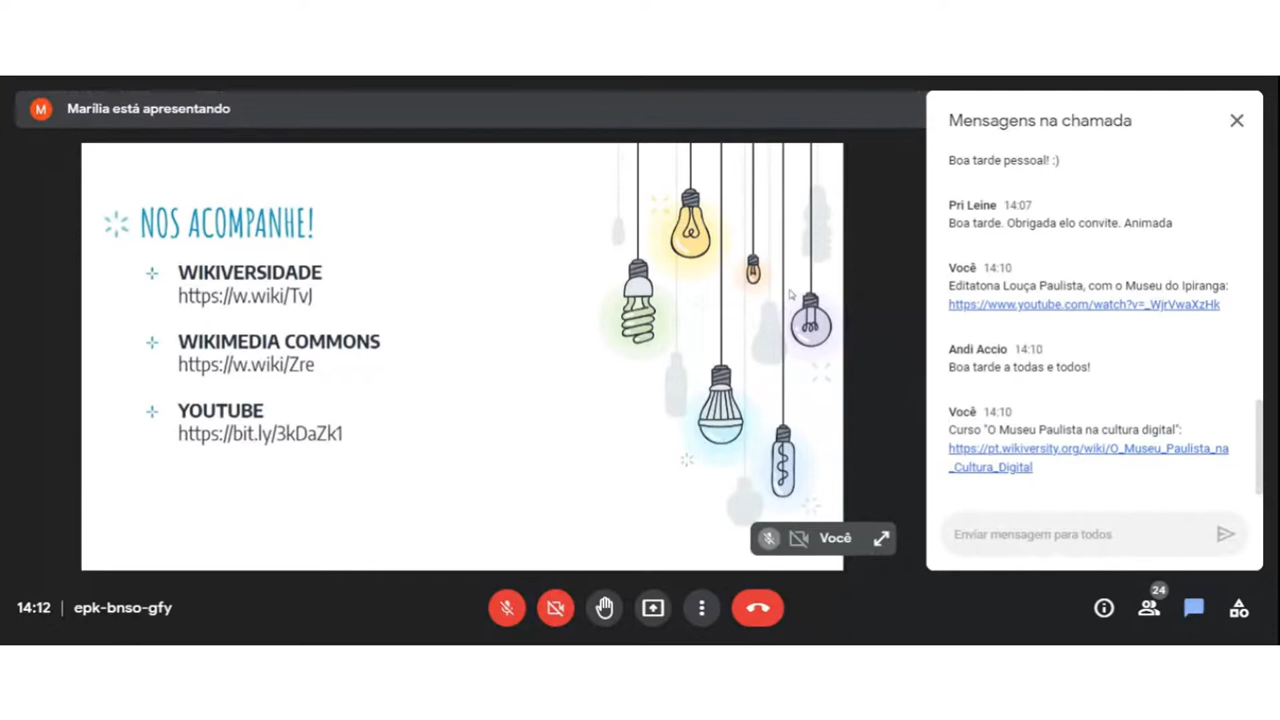 M Marília está apresentando
NOS ACOMPANHE!
WIKIVERSIDADE
https://w.wiki/TvJ
WIKIMEDIA COMMONS
https://w.wiki/Zre
YOUTUBE
https://bit.ly/3kDaZk1
Você
Mensagens na chamada
Boa tarde pessoal! :)
Pri Leine 14:07
Boa tarde. Obrigada elo convite. Animada
Você 14:10
Editatona Louça Paulista, com o Museu do Ipiranga:
https://www.youtube.com/watch?v=_WjrVwaXzHk
Andi Accio 14:10
Boa tarde a todas e todos!
Você 14:10
Curso "O Museu Paulista na cultura digital":
https://pt.wikiversity.org/wiki/O_Museu_Paulista_na
_Cultura_Digital
Enviar mensagem para todos
14:12 | epk-bnso-gfy
24